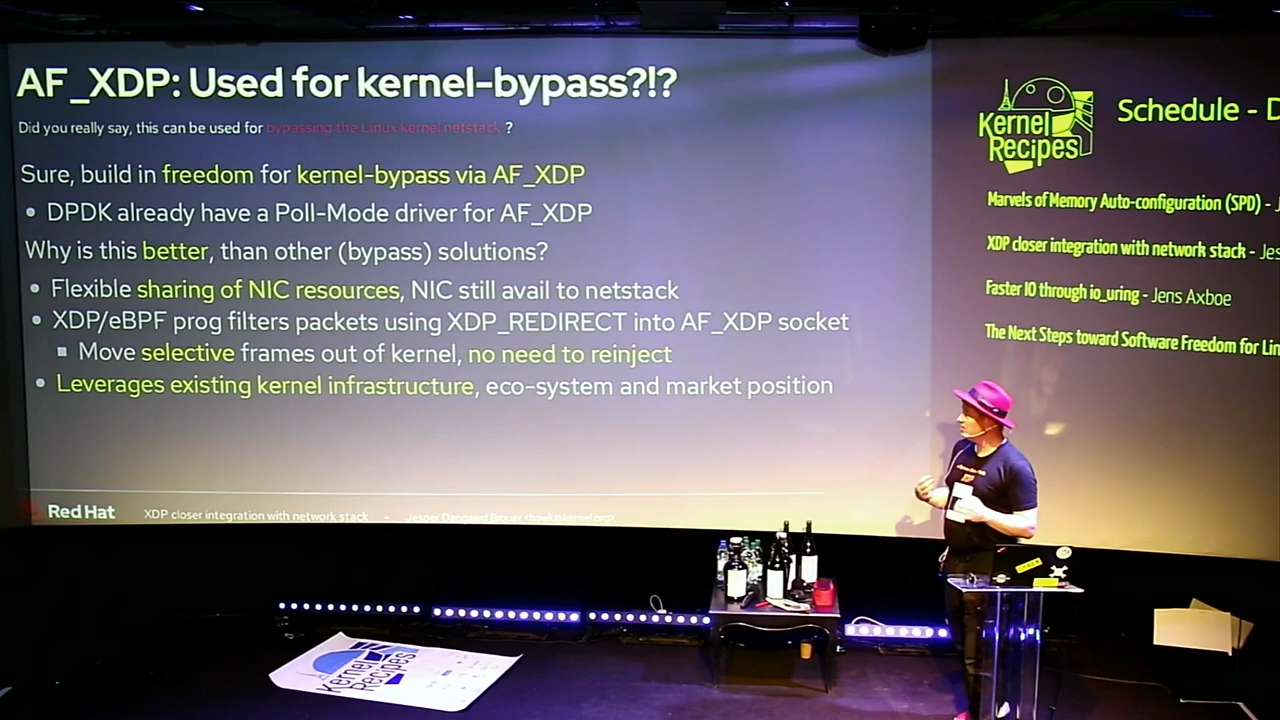 AF_XDP: Used for kernel-bypass?!?
Did you really say, this can be used for bypassing the Linux kernel netstack ?
Sure, build in freedom for kernel-bypass via AF_XDP
• DPDK already have a Poll-Mode driver for AF_XDP
Why is this better, than other (bypass) solutions?
• Flexible sharing of NIC resources, NIC still avail to netstack
• XDP/eBPF prog filters packets using XDP_REDIRECT into AF_XDP socket
▪ Move selective frames out of kernel, no need to reinject
• Leverages existing kernel infrastructure, eco-system and market position
Red Hat
XDP closer integration with network stack - Jesper Dangaard Brouer
Kernel
Recipes
Schedule - D
Marvels of Memory Auto-configuration (SPD) - J
XDP closer integration with network stack - Jes
Faster IO through io_uring - Jens Axboe
The Next Steps toward Software Freedom for Lin
Kernel
Recipes